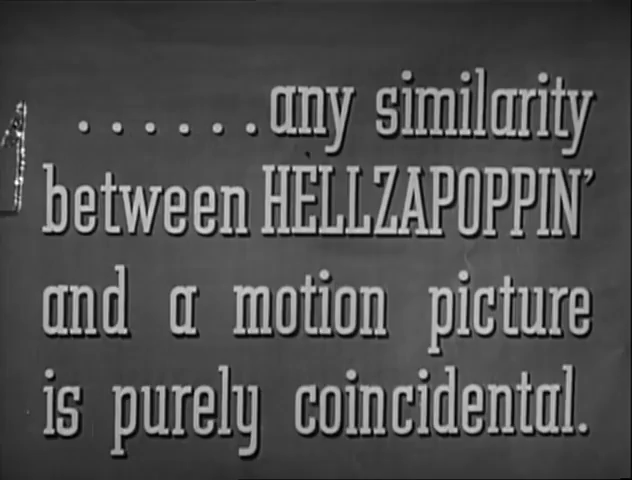 ......any similarity
between HELLZAPOPPIN'
and a motion picture
is purely coincidental.